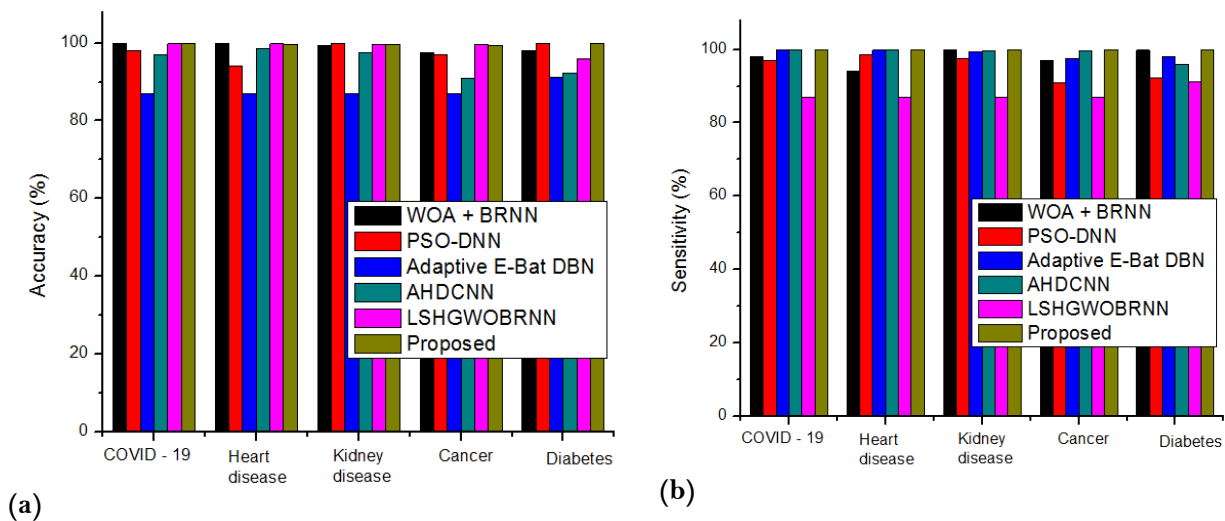 100
80
60
40
20
0
Accuracy (%)
WOA + BRNN
PSO-DNN
Adaptive E-Bat DBN
AHDCNN
LSHGWOBRNN
Proposed
COVID - 19
Heart
disease
Kidney
disease
Cancer
Diabetes
(a)
100
80
60
40
20
0
Sensitivity (%)
WOA + BRNN
PSO-DNN
Adaptive E-Bat DBN
AHDCNN
LSHGWOBRNN
Proposed
COVID - 19
Heart
disease
Kidney
disease
Cancer
Diabetes
(b)